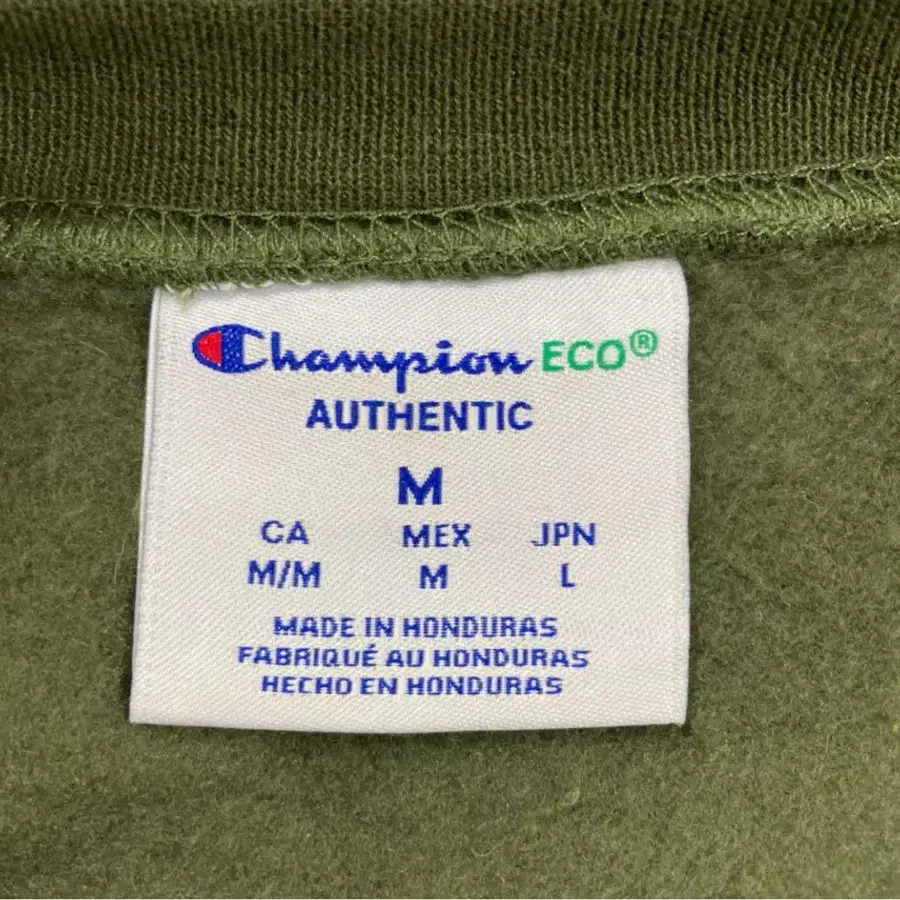 Champion ECO®
AUTHENTIC
M
CA MEX JPN
M/M M L
MADE IN HONDURAS
FABRIQUÉ AU HONDURAS
HECHO EN HONDURAS